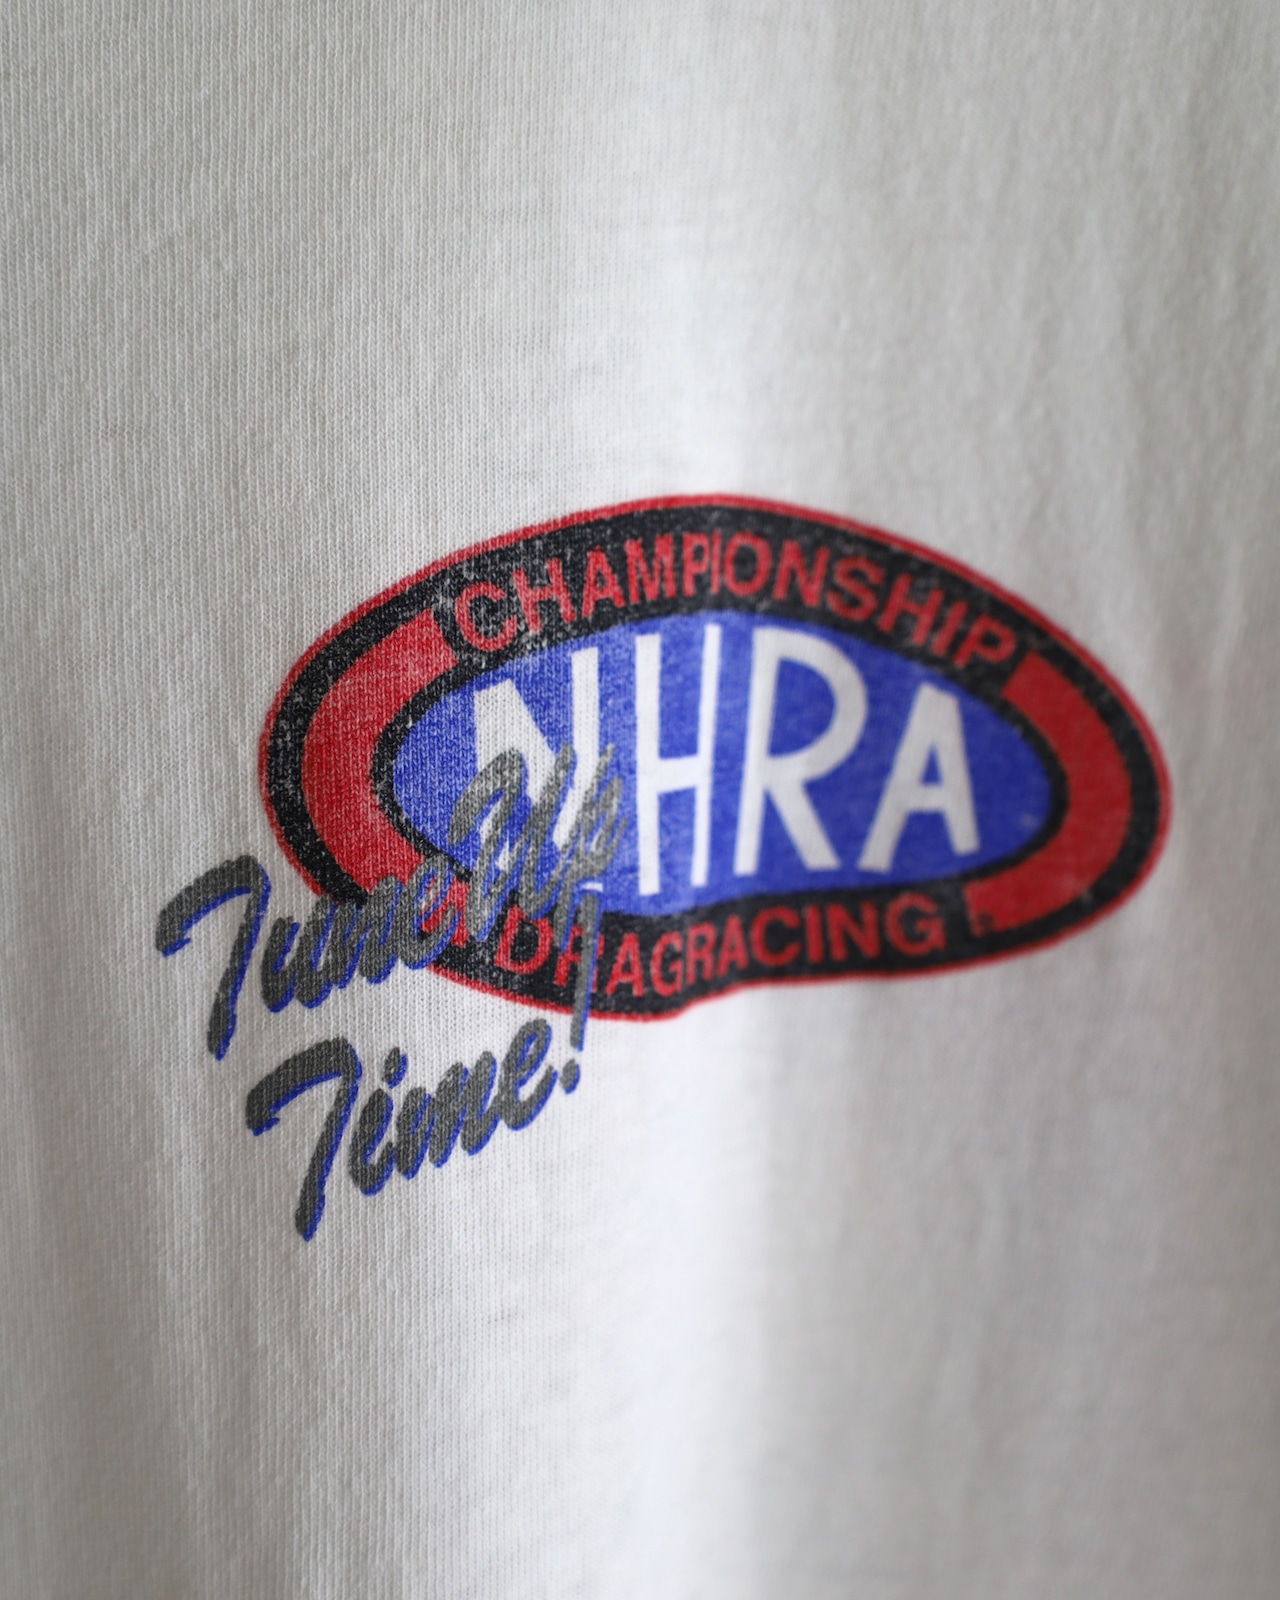 CHAMPIONSHIP
NHRA
DRAGRACING
Tune Up
Time!